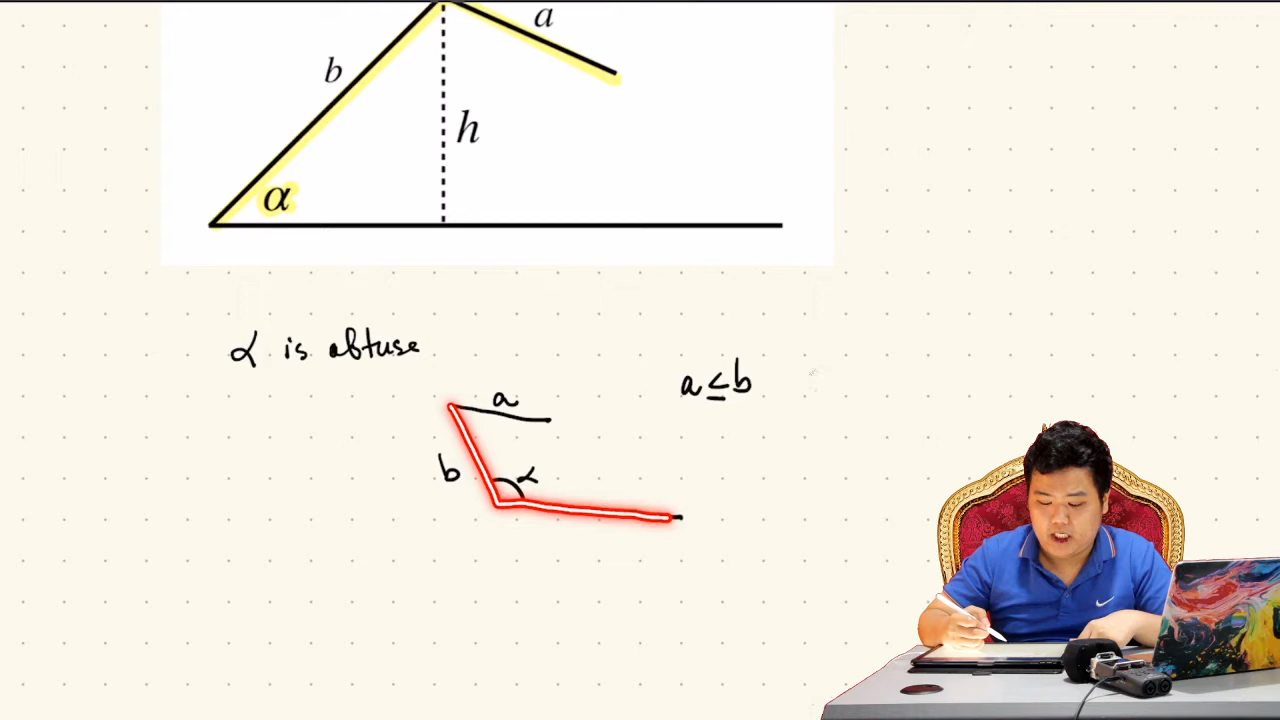 a
b
h
α
α is obtuse
a ≤ b
a
b
α